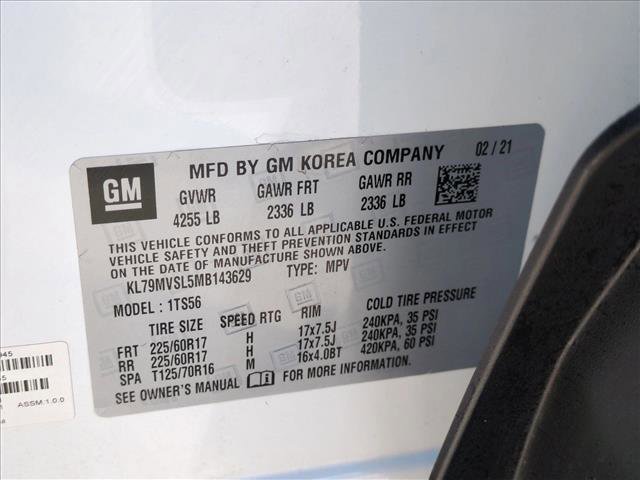 MFD BY GM KOREA COMPANY 02 / 21
GM
GVWR GAWR FRT GAWR RR
4255 LB 2336 LB 2336 LB
THIS VEHICLE CONFORMS TO ALL APPLICABLE U.S. FEDERAL MOTOR
VEHICLE SAFETY AND THEFT PREVENTION STANDARDS IN EFFECT
ON THE DATE OF MANUFACTURE SHOWN ABOVE.
KL79MVSL5MB143629 TYPE: MPV
MODEL: 1TS56
TIRE SIZE SPEED RTG RIM COLD TIRE PRESSURE
FRT 225/60R17 H 17x7.5J 240KPA, 35 PSI
RR 225/60R17 H 17x7.5J 240KPA, 35 PSI
SPA T125/70R16 M 16x4.0BT 420KPA, 60 PSI
SEE OWNER'S MANUAL FOR MORE INFORMATION
945
ASSM:1.0.0